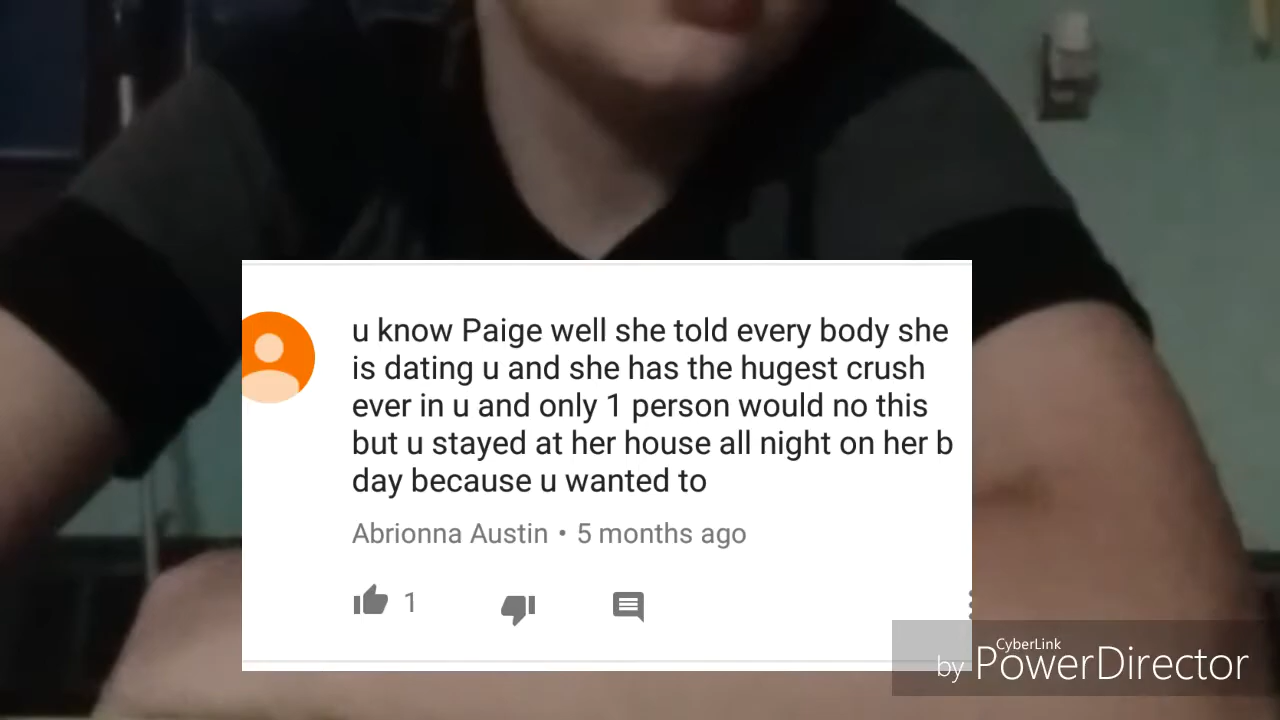 u know Paige well she told every body she
is dating u and she has the hugest crush
ever in u and only 1 person would no this
but u stayed at her house all night on her b
day because u wanted to
Abrionna Austin • 5 months ago
1
CyberLink
by PowerDirector